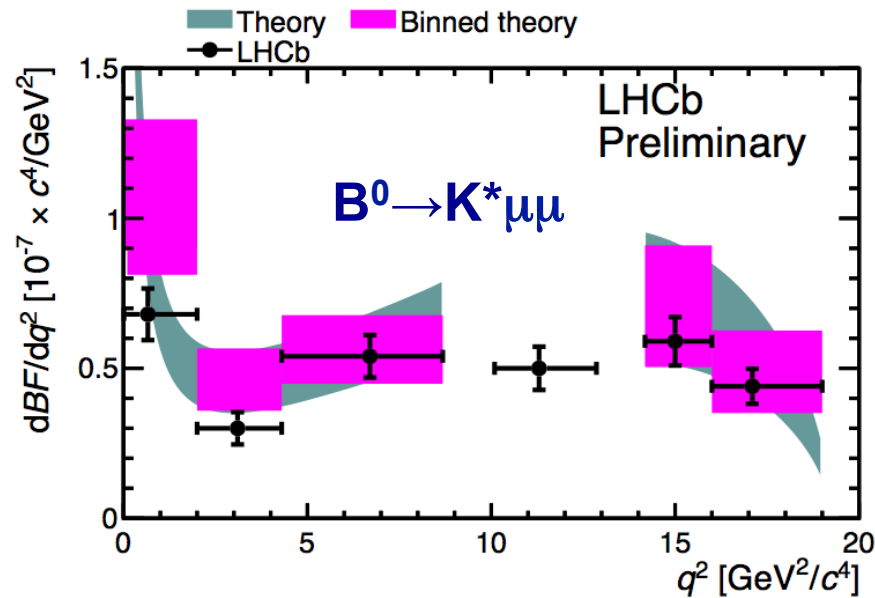 Theory Binned theory
LHCb
dBF/dq² [10⁻⁷ × c⁴/GeV²]
1.5
1
0.5
0
LHCb
Preliminary
B⁰→K*μμ
0 5 10 15 20
q² [GeV²/c⁴]